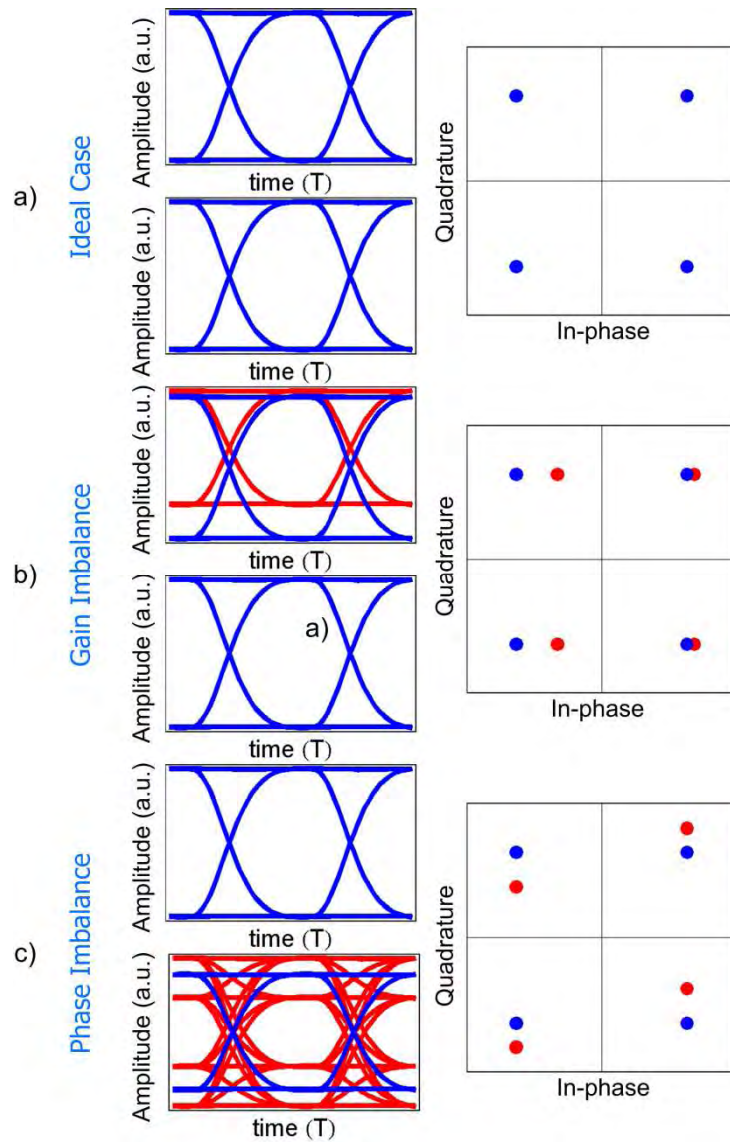 a)
Ideal Case
Amplitude (a.u.)
time (T)
Amplitude (a.u.)
time (T)
Quadrature
In-phase
b)
Gain Imbalance
Amplitude (a.u.)
time (T)
Amplitude (a.u.)
a)
time (T)
Quadrature
In-phase
c)
Phase Imbalance
Amplitude (a.u.)
time (T)
Amplitude (a.u.)
time (T)
Quadrature
In-phase